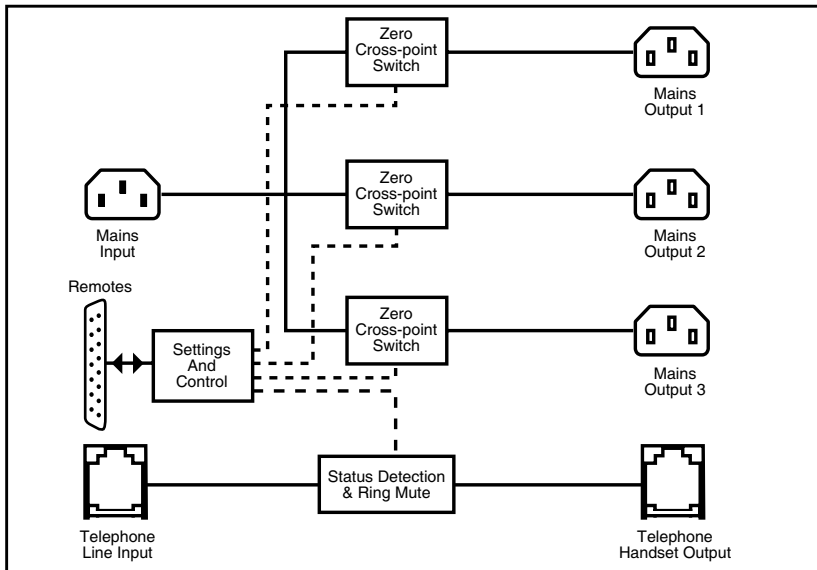 Zero
Cross-point
Switch
Mains
Output 1
Zero
Cross-point
Switch
Mains
Input
Mains
Output 2
Remotes
Zero
Cross-point
Switch
Settings
And
Control
Mains
Output 3
Status Detection
& Ring Mute
Telephone
Line Input
Telephone
Handset Output